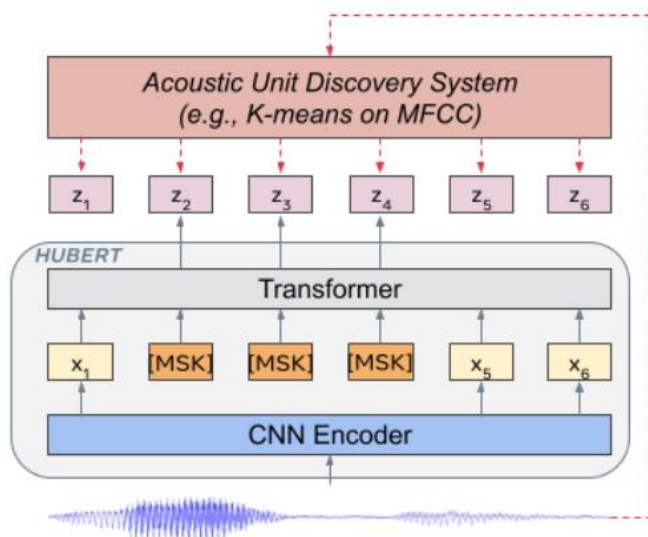 Acoustic Unit Discovery System
(e.g., K-means on MFCC)
z1 z2 z3 z4 z5 z6
HUBERT
Transformer
x1 [MSK] [MSK] [MSK] x5 x6
CNN Encoder